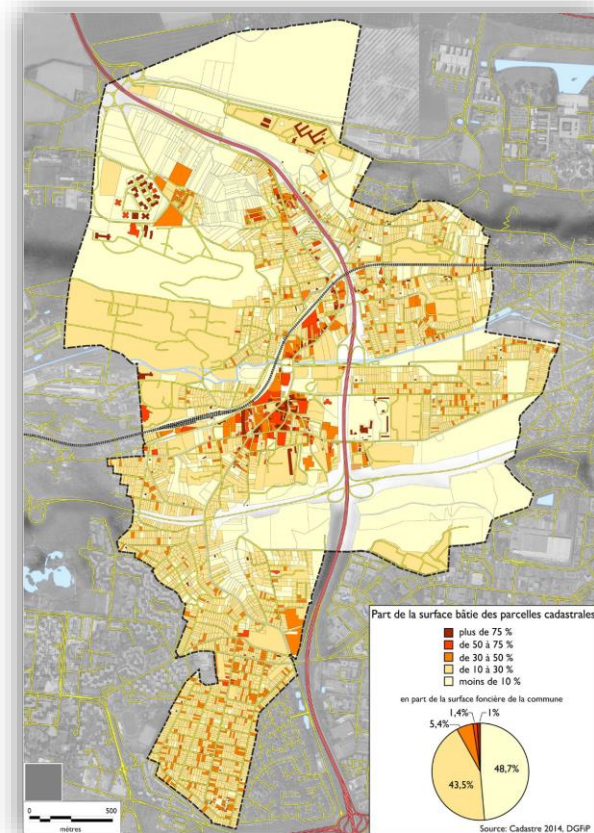 Part de la surface bâtie des parcelles cadastrales
plus de 75 %
de 50 à 75 %
de 30 à 50 %
de 10 à 30 %
moins de 10 %
en part de la surface foncière de la commune
1,4%
1%
5,4%
43,5%
48,7%
0
500
mètres
Source: Cadastre 2014, DGFiP